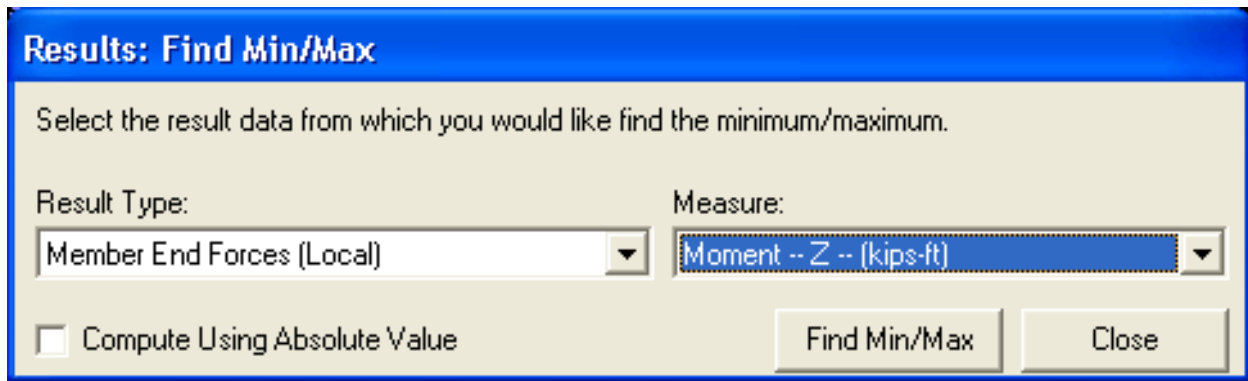 Results: Find Min/Max
Select the result data from which you would like find the minimum/maximum.
Result Type:
Measure:
Member End Forces (Local)
Moment -- Z -- (kips-ft)
Compute Using Absolute Value
Find Min/Max
Close